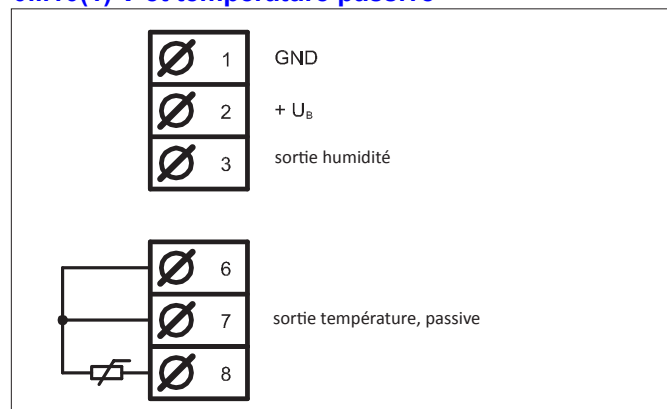 1 GND
2 + UB
3 sortie humidité
6
7 sortie température, passive
8